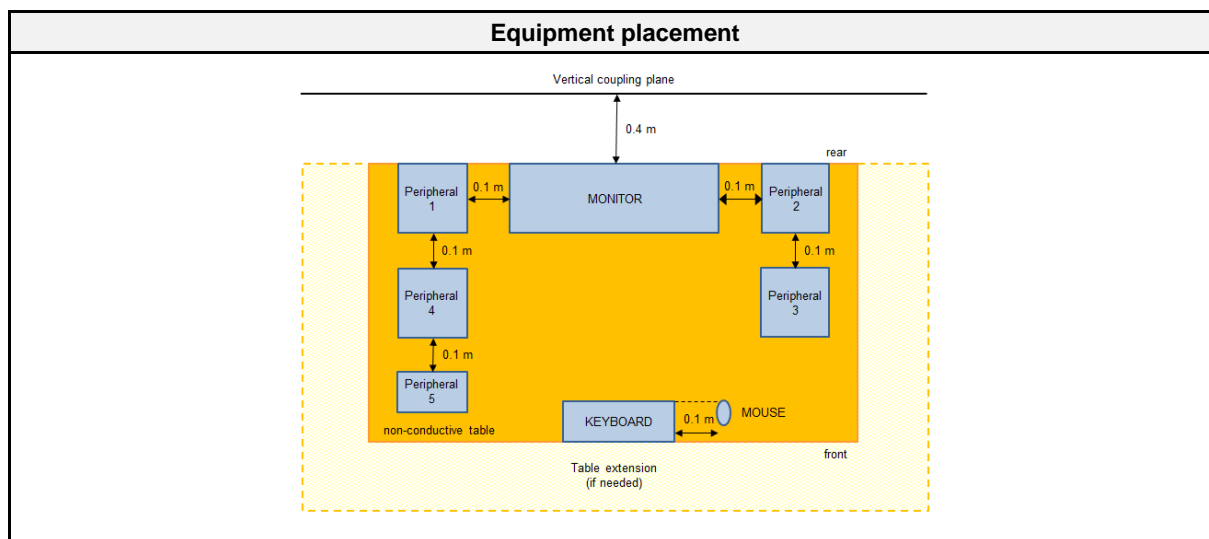 Equipment placement
Vertical coupling plane
0.4 m
rear
Peripheral
1
0.1 m
MONITOR
0.1 m
Peripheral
2
0.1 m
0.1 m
Peripheral
4
Peripheral
3
0.1 m
Peripheral
5
KEYBOARD
0.1 m
MOUSE
non-conductive table
front
Table extension
(if needed)